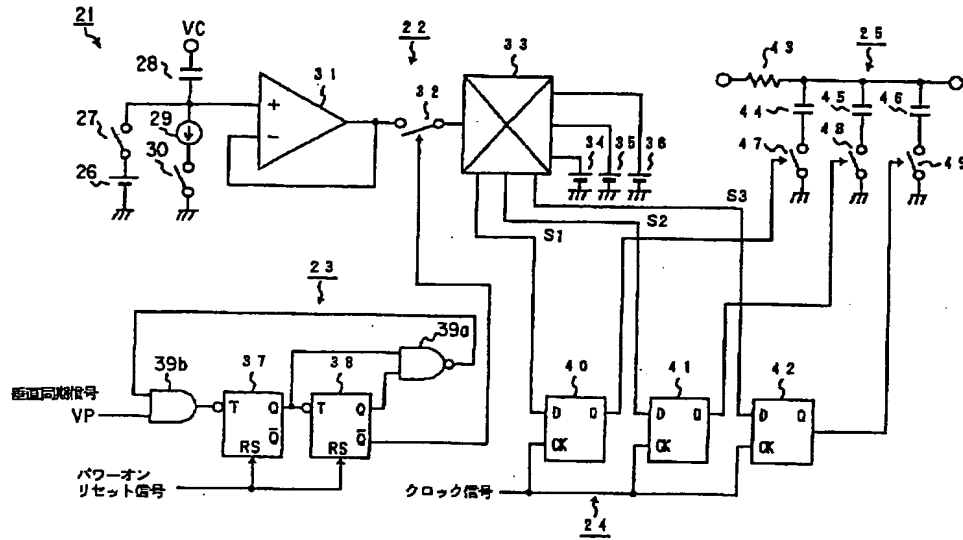 21
VC
28
27
29
30
26
31
22
32
33
34
35
36
43
25
44
45
46
47
48
49
S1
S2
S3
23
39a
39b
37
38
T
Q
Q̅
RS
T
Q
Q̅
RS
垂直同期信号
VP
パワーオン
リセット信号
クロック信号
24
40
D
Q
CK
41
D
Q
CK
42
D
Q
CK
+
−